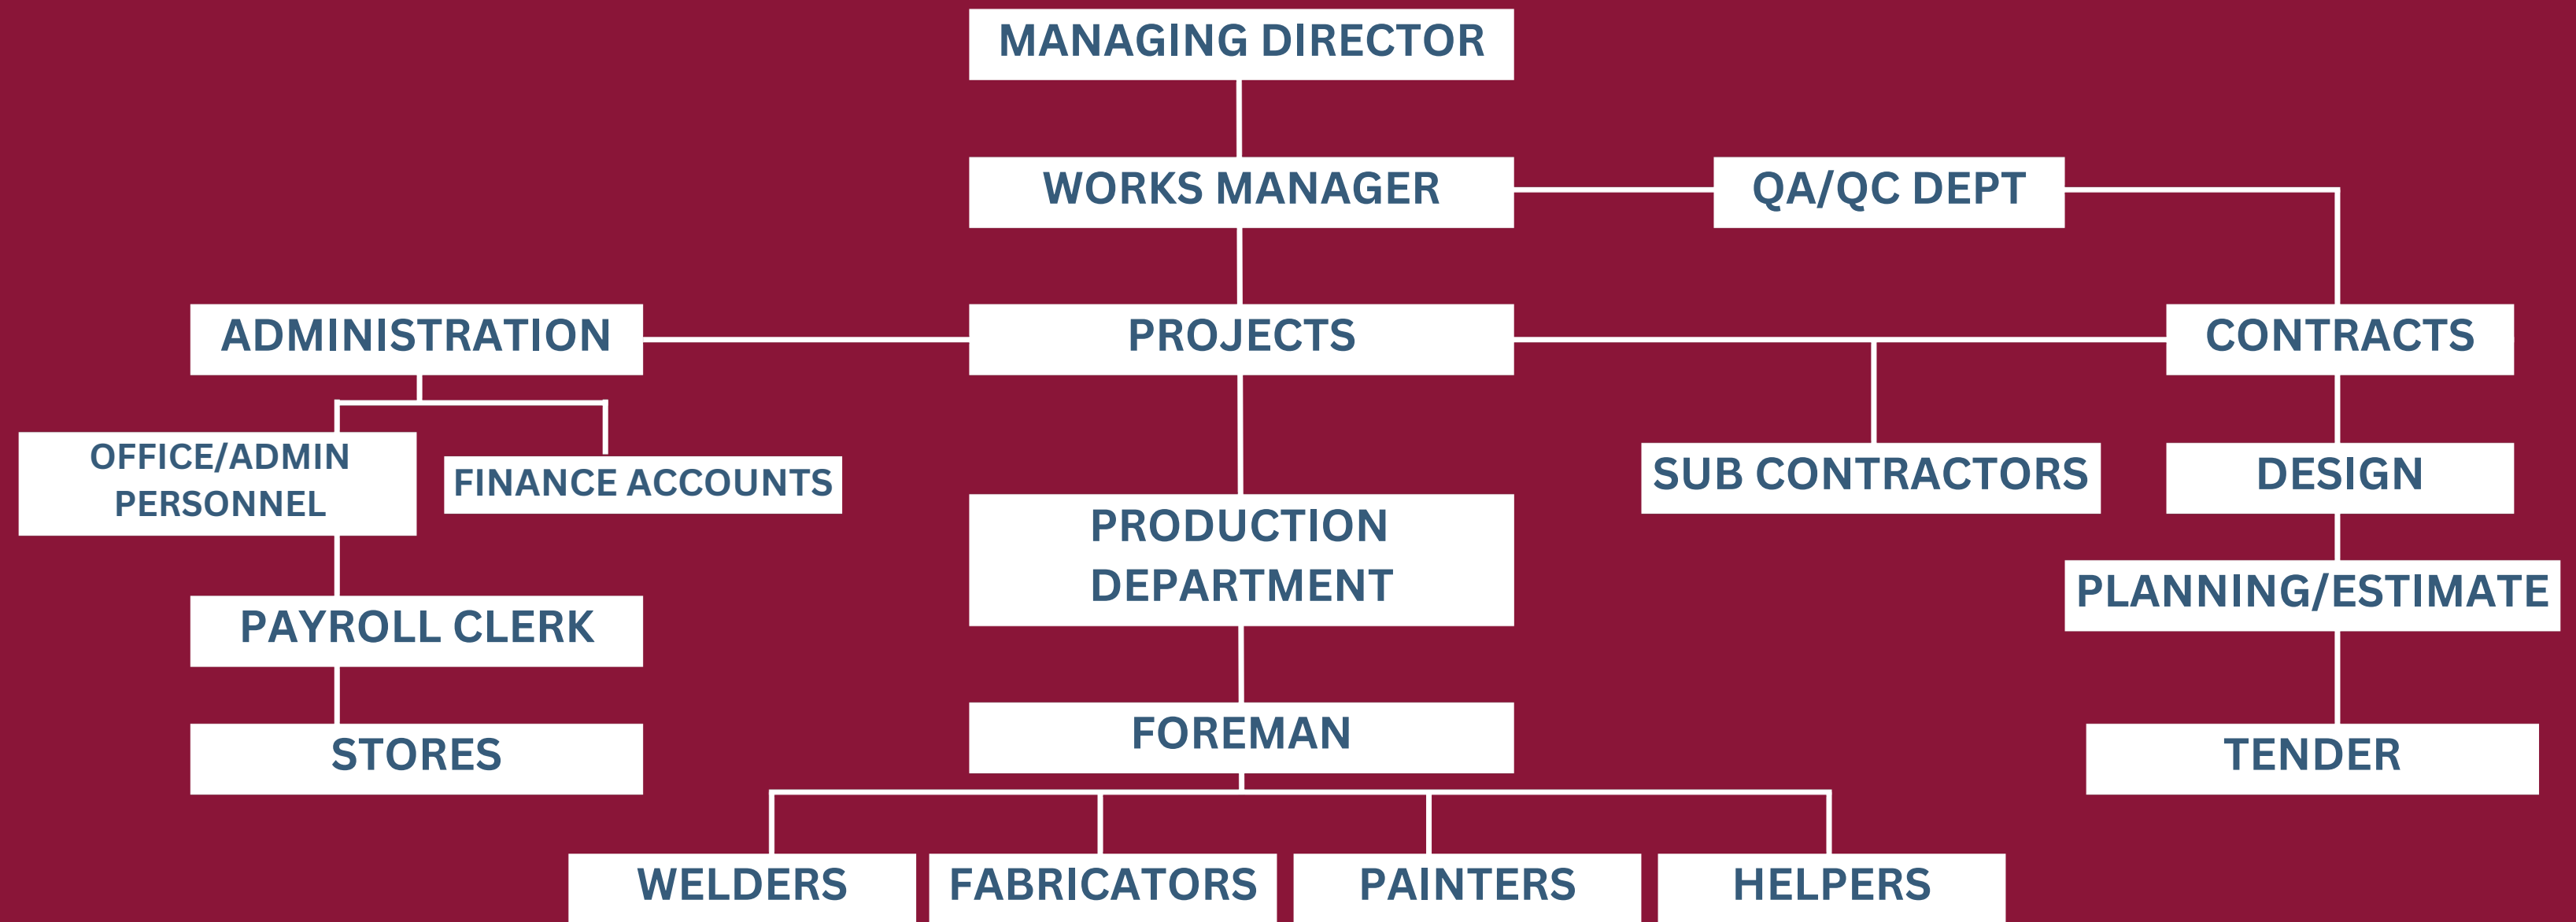 MANAGING DIRECTOR
WORKS MANAGER
QA/QC DEPT
ADMINISTRATION
PROJECTS
CONTRACTS
OFFICE/ADMIN
PERSONNEL
FINANCE ACCOUNTS
SUB CONTRACTORS
DESIGN
PRODUCTION
DEPARTMENT
PLANNING/ESTIMATE
PAYROLL CLERK
FOREMAN
STORES
TENDER
WELDERS
FABRICATORS
PAINTERS
HELPERS